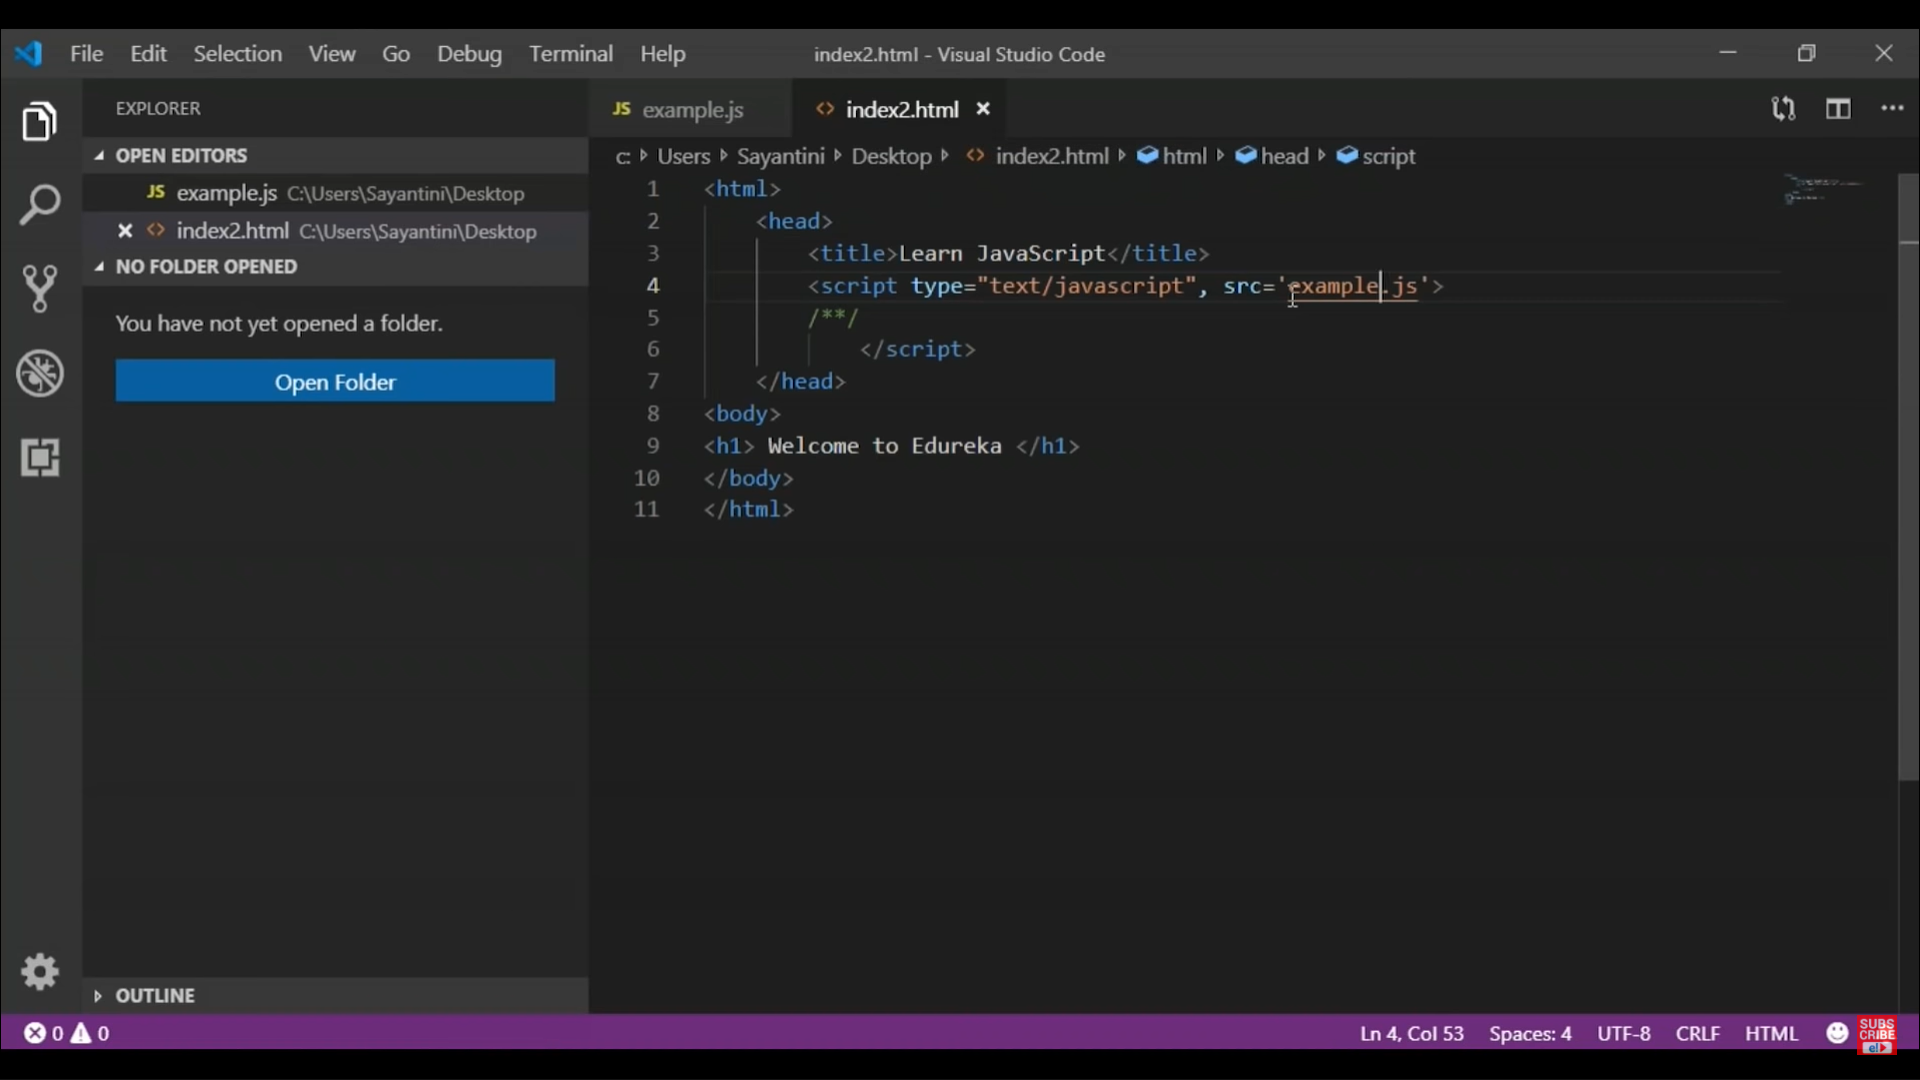 File Edit Selection View Go Debug Terminal Help index2.html - Visual Studio Code
EXPLORER
OPEN EDITORS
JS example.js C:\Users\Sayantini\Desktop
index2.html C:\Users\Sayantini\Desktop
NO FOLDER OPENED
You have not yet opened a folder.
Open Folder
OUTLINE
JS example.js index2.html
c: Users Sayantini Desktop index2.html html head script
1 <html>
2 <head>
3 <title>Learn JavaScript</title>
4 <script type="text/javascript", src='example.js'>
5 /**/
6 </script>
7 </head>
8 <body>
9 <h1> Welcome to Edureka </h1>
10 </body>
11 </html>
0 0 Ln 4, Col 53 Spaces: 4 UTF-8 CRLF HTML
SUBS
CRIBE
e!